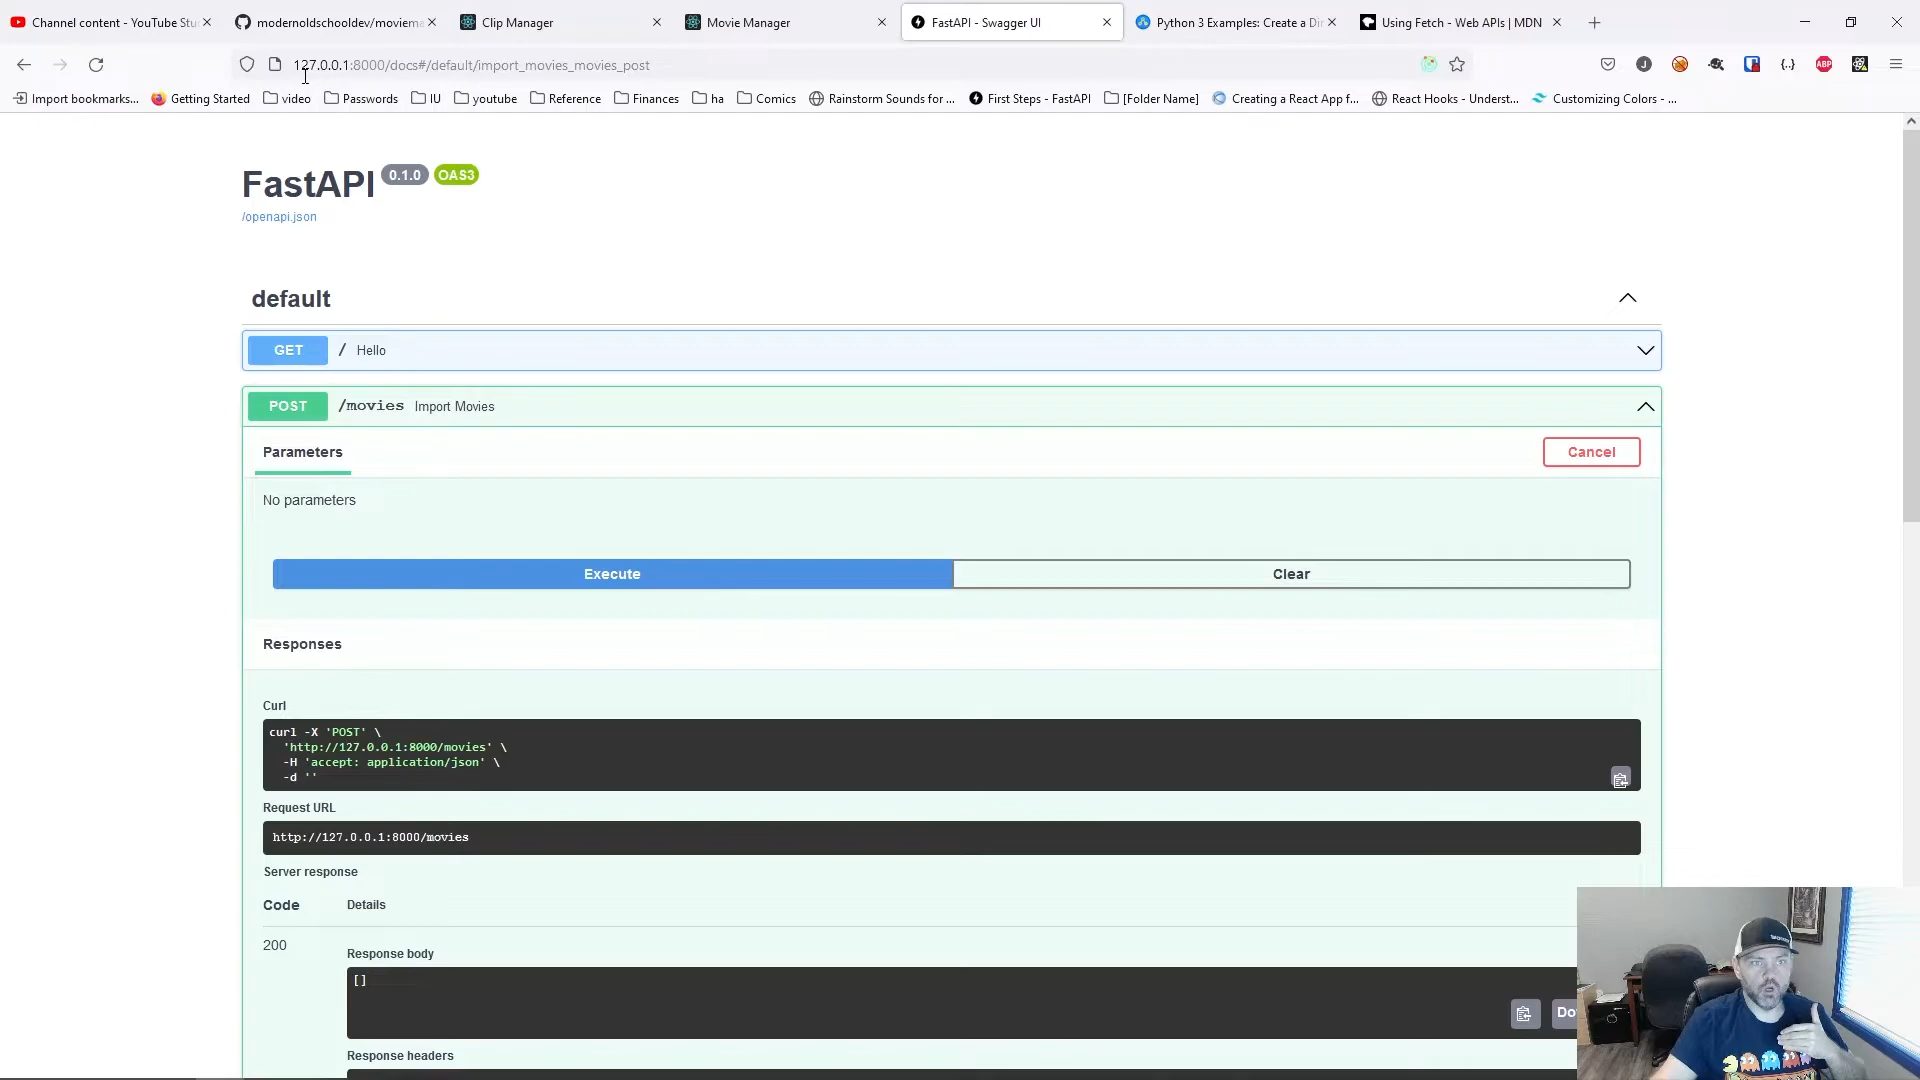 Channel content - YouTube Stu
modernoldschooldev/moviema
Clip Manager
Movie Manager
FastAPI - Swagger UI
Python 3 Examples: Create a Di
Using Fetch - Web APIs | MDN
127.0.0.1:8000/docs#/default/import_movies_movies_post
Import bookmarks...
Getting Started
video
Passwords
IU
youtube
Reference
Finances
ha
Comics
Rainstorm Sounds for ...
First Steps - FastAPI
[Folder Name]
Creating a React App f...
React Hooks - Underst...
Customizing Colors - ...
FastAPI 0.1.0 OAS3
/openapi.json
default
GET / Hello
POST /movies Import Movies
Parameters
Cancel
No parameters
Execute
Clear
Responses
Curl
curl -X 'POST' \
'http://127.0.0.1:8000/movies' \
-H 'accept: application/json' \
-d ''
Request URL
http://127.0.0.1:8000/movies
Server response
Code Details
200
Response body
[]
Do
Response headers